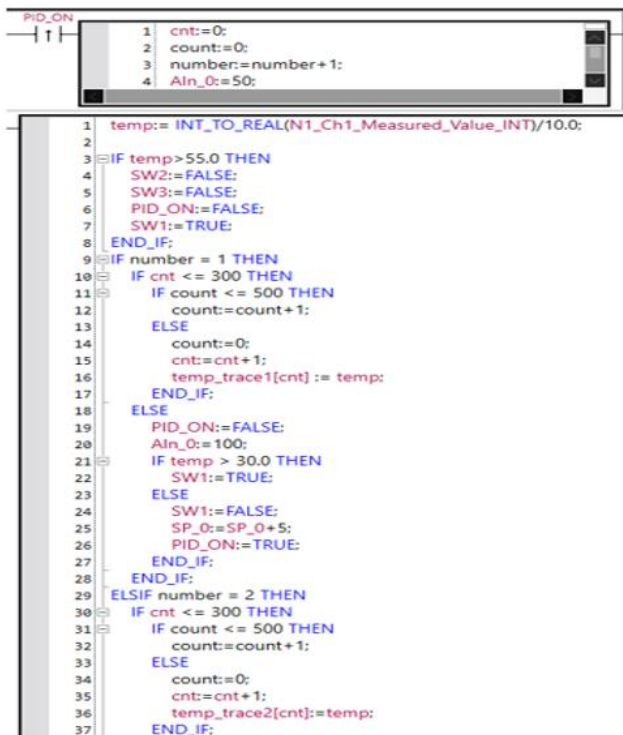 PID_ON
1 cnt:=0;
2 count:=0;
3 number:=number+1;
4 AIn_0:=50;
1 temp:= INT_TO_REAL(N1_Ch1_Measured_Value_INT)/10.0;
2
3 IF temp>55.0 THEN
4 SW2:=FALSE;
5 SW3:=FALSE;
6 PID_ON:=FALSE;
7 SW1:=TRUE;
8 END_IF;
9 IF number = 1 THEN
10 IF cnt <= 300 THEN
11 IF count <= 500 THEN
12 count:=count+1;
13 ELSE
14 count:=0;
15 cnt:=cnt+1;
16 temp_trace1[cnt] := temp;
17 END_IF;
18 ELSE
19 PID_ON:=FALSE;
20 AIn_0:=100;
21 IF temp > 30.0 THEN
22 SW1:=TRUE;
23 ELSE
24 SW1:=FALSE;
25 SP_0:=SP_0+5;
26 PID_ON:=TRUE;
27 END_IF;
28 END_IF;
29 ELSIF number = 2 THEN
30 IF cnt <= 300 THEN
31 IF count <= 500 THEN
32 count:=count+1;
33 ELSE
34 count:=0;
35 cnt:=cnt+1;
36 temp_trace2[cnt]:=temp;
37 END_IF;